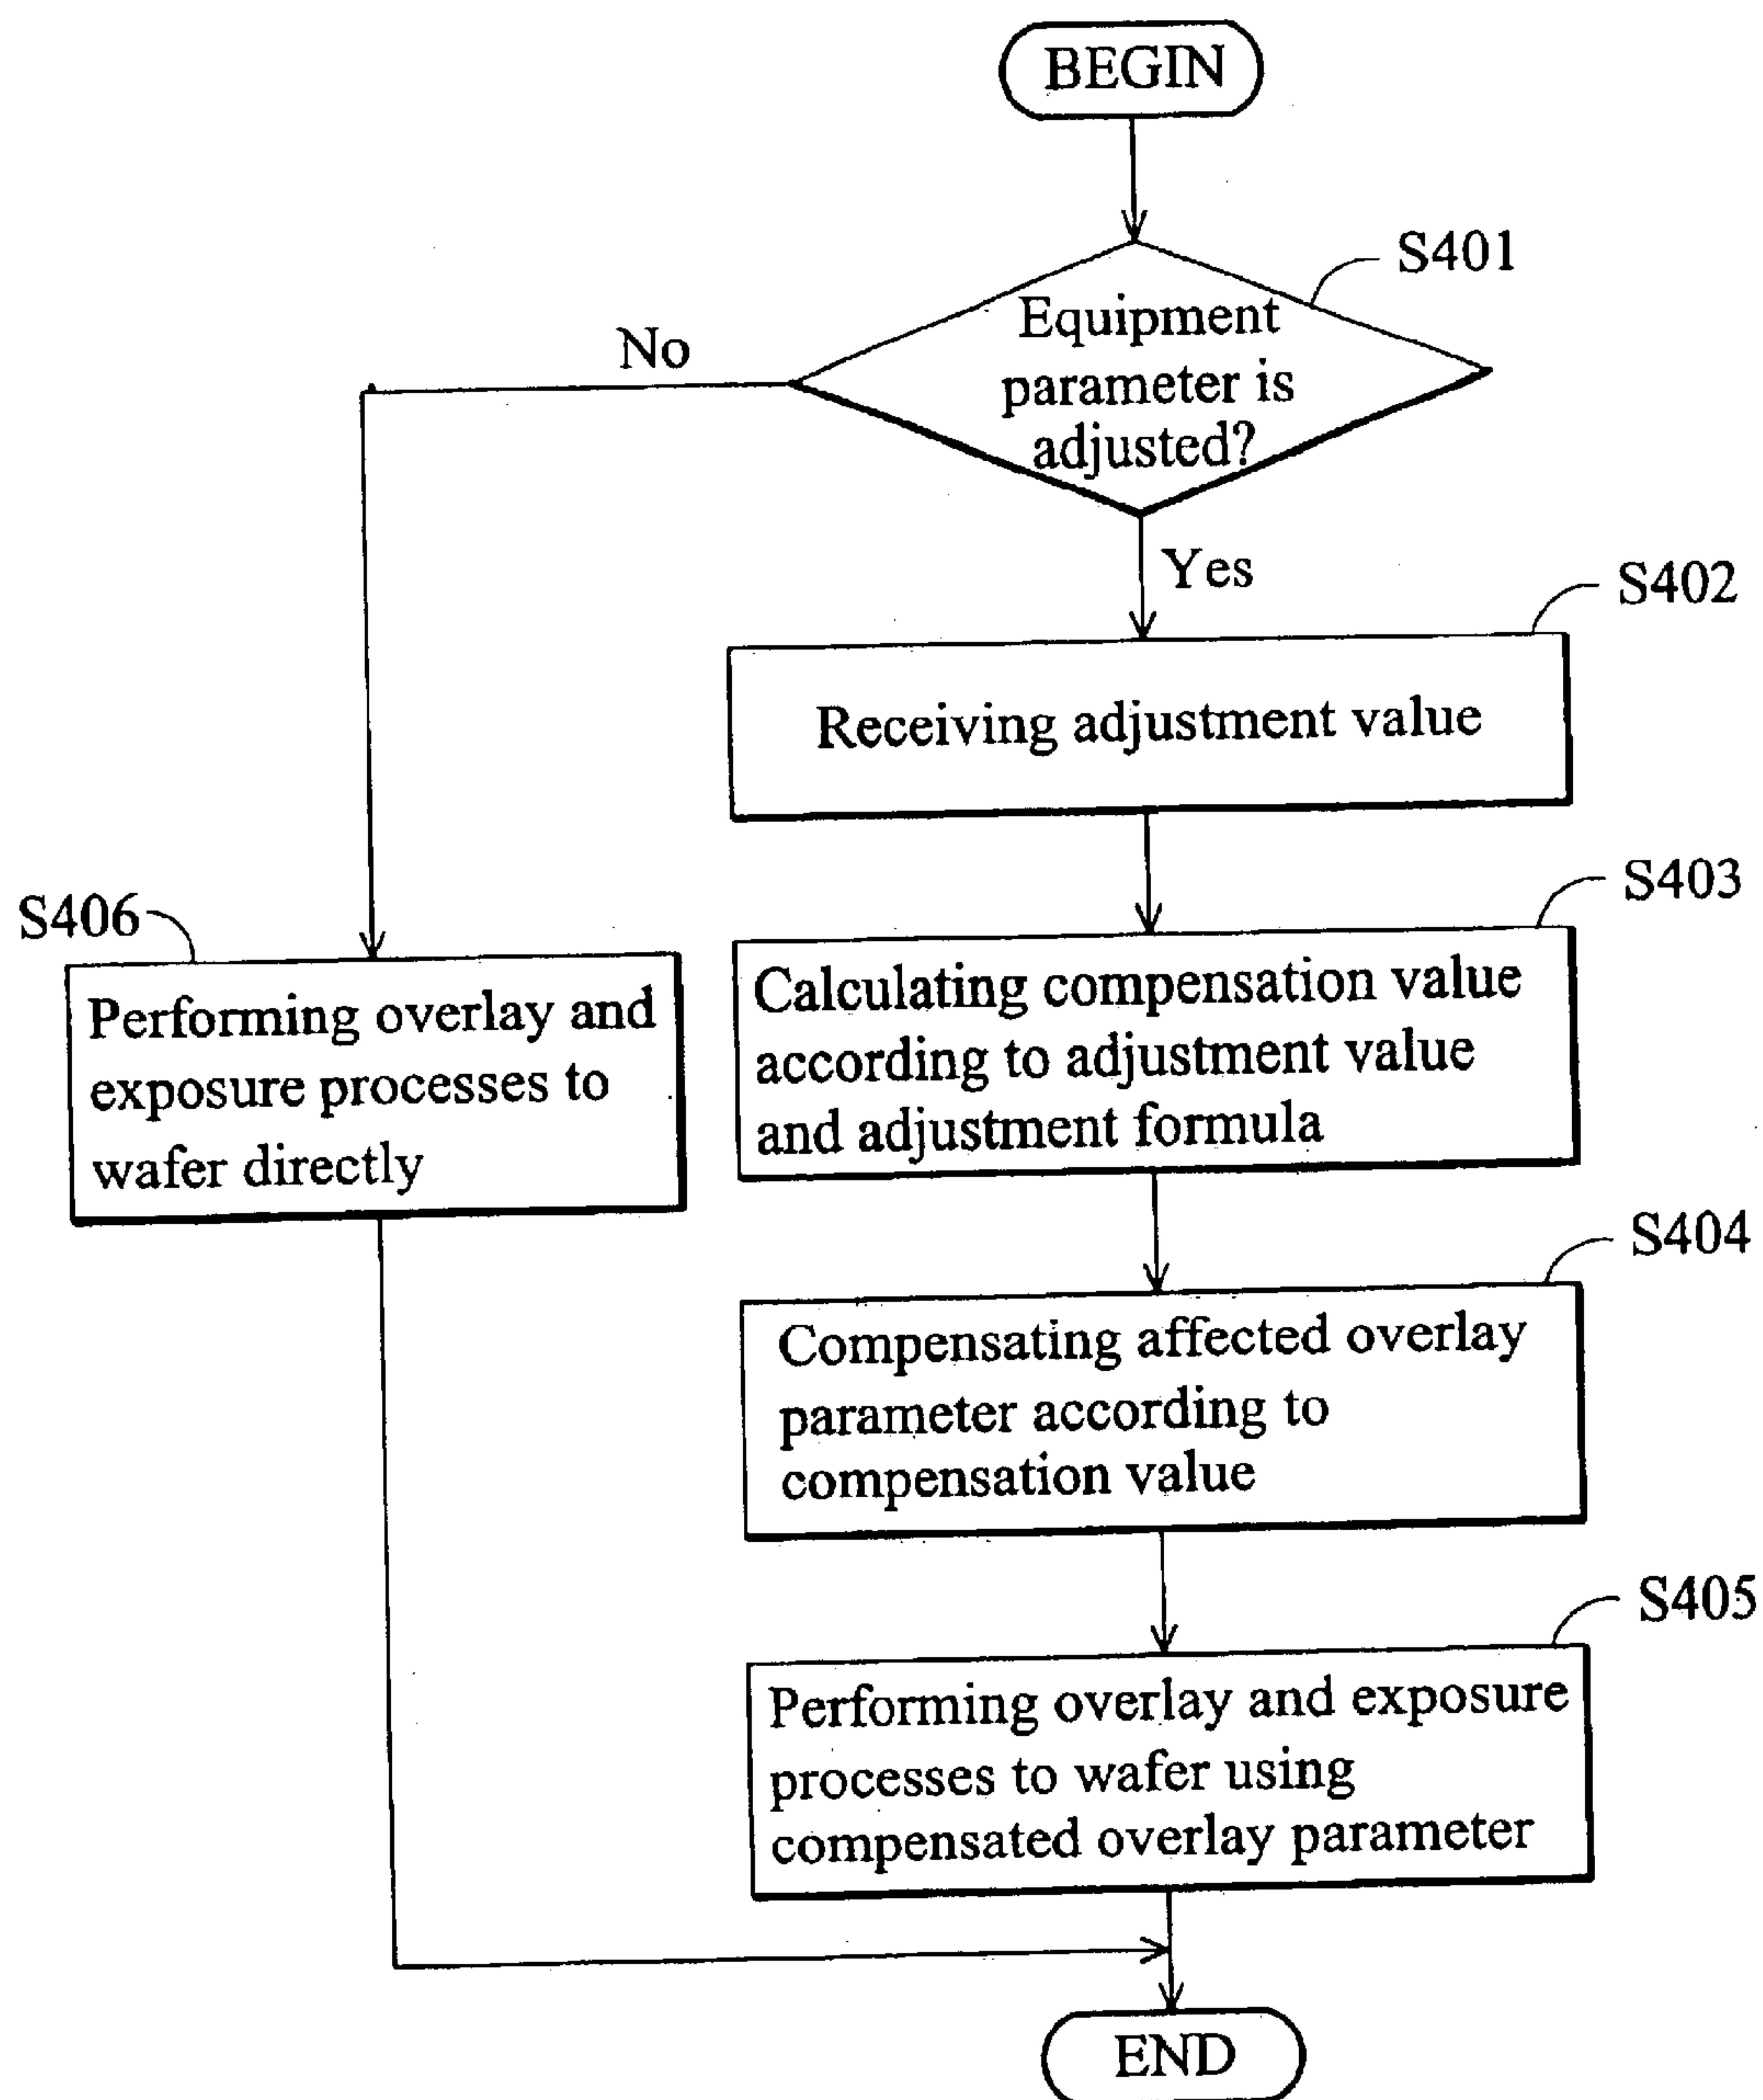 BEGIN
S401
Equipment
parameter is
adjusted?
No
Yes
S402
Receiving adjustment value
S403
Calculating compensation value
according to adjustment value
and adjustment formula
S406
Performing overlay and
exposure processes to
wafer directly
S404
Compensating affected overlay
parameter according to
compensation value
S405
Performing overlay and exposure
processes to wafer using
compensated overlay parameter
END